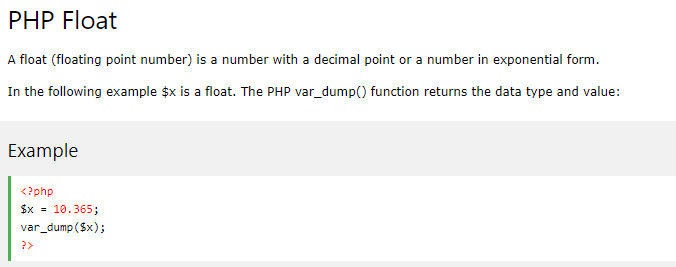 PHP Float
A float (floating point number) is a number with a decimal point or a number in exponential form.
In the following example $x is a float. The PHP var_dump() function returns the data type and value:
Example
<?php
$x = 10.365;
var_dump($x);
?>